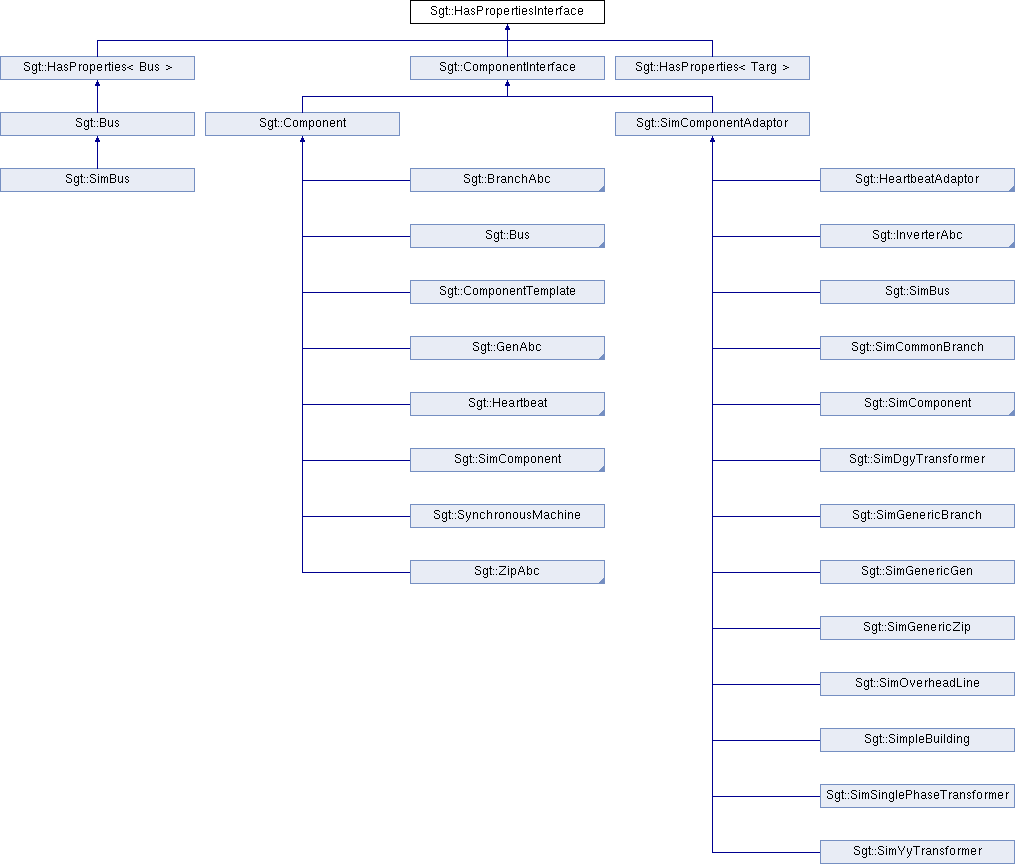 Sgt::HasPropertiesInterface
Sgt::HasProperties< Bus >
Sgt::ComponentInterface
Sgt::HasProperties< Targ >
Sgt::Bus
Sgt::Component
Sgt::SimComponentAdaptor
Sgt::SimBus
Sgt::BranchAbc
Sgt::HeartbeatAdaptor
Sgt::Bus
Sgt::InverterAbc
Sgt::ComponentTemplate
Sgt::SimBus
Sgt::GenAbc
Sgt::SimCommonBranch
Sgt::Heartbeat
Sgt::SimComponent
Sgt::SimComponent
Sgt::SimDgyTransformer
Sgt::SynchronousMachine
Sgt::SimGenericBranch
Sgt::ZipAbc
Sgt::SimGenericGen
Sgt::SimGenericZip
Sgt::SimOverheadLine
Sgt::SimpleBuilding
Sgt::SimSinglePhaseTransformer
Sgt::SimYyTransformer